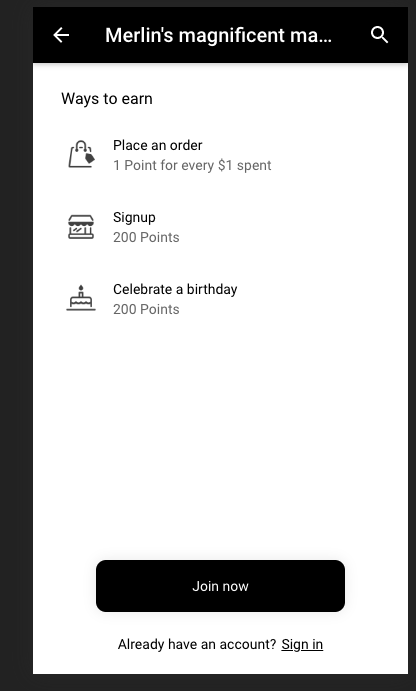 Merlin's magnificent ma...
Ways to earn
Place an order
1 Point for every $1 spent
Signup
200 Points
Celebrate a birthday
200 Points
Join now
Already have an account? Sign in